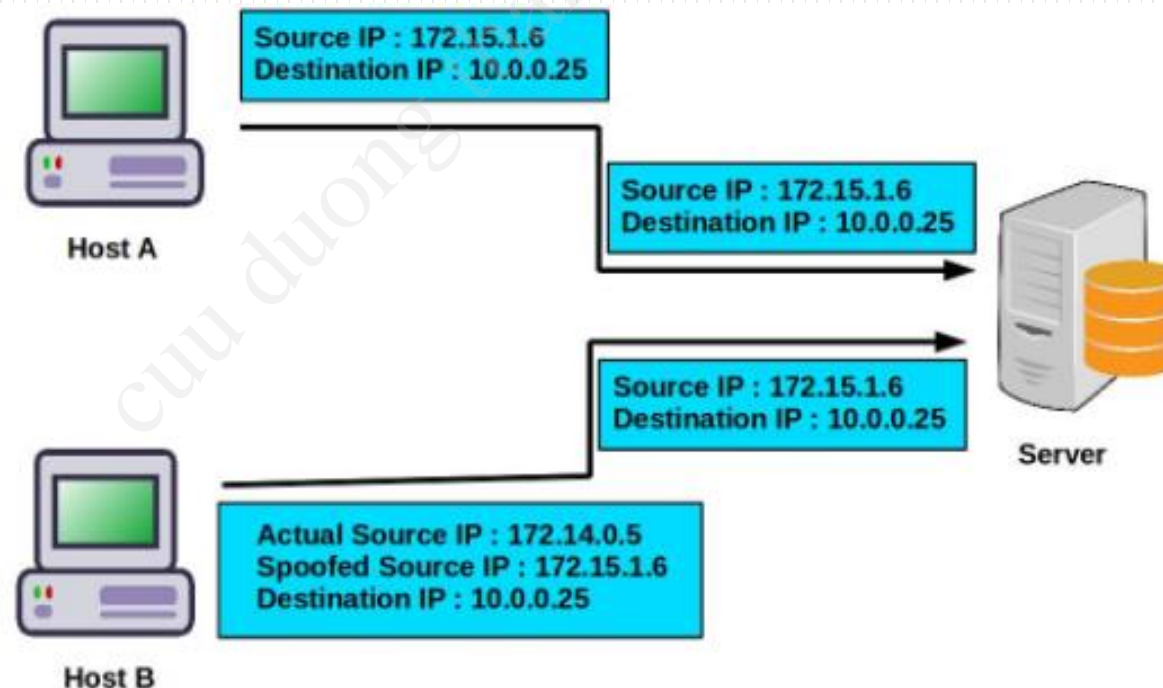 Source IP : 172.15.1.6
Destination IP : 10.0.0.25
Host A
Source IP : 172.15.1.6
Destination IP : 10.0.0.25
Source IP : 172.15.1.6
Destination IP : 10.0.0.25
Server
Actual Source IP : 172.14.0.5
Spoofed Source IP : 172.15.1.6
Destination IP : 10.0.0.25
Host B
cuu duong